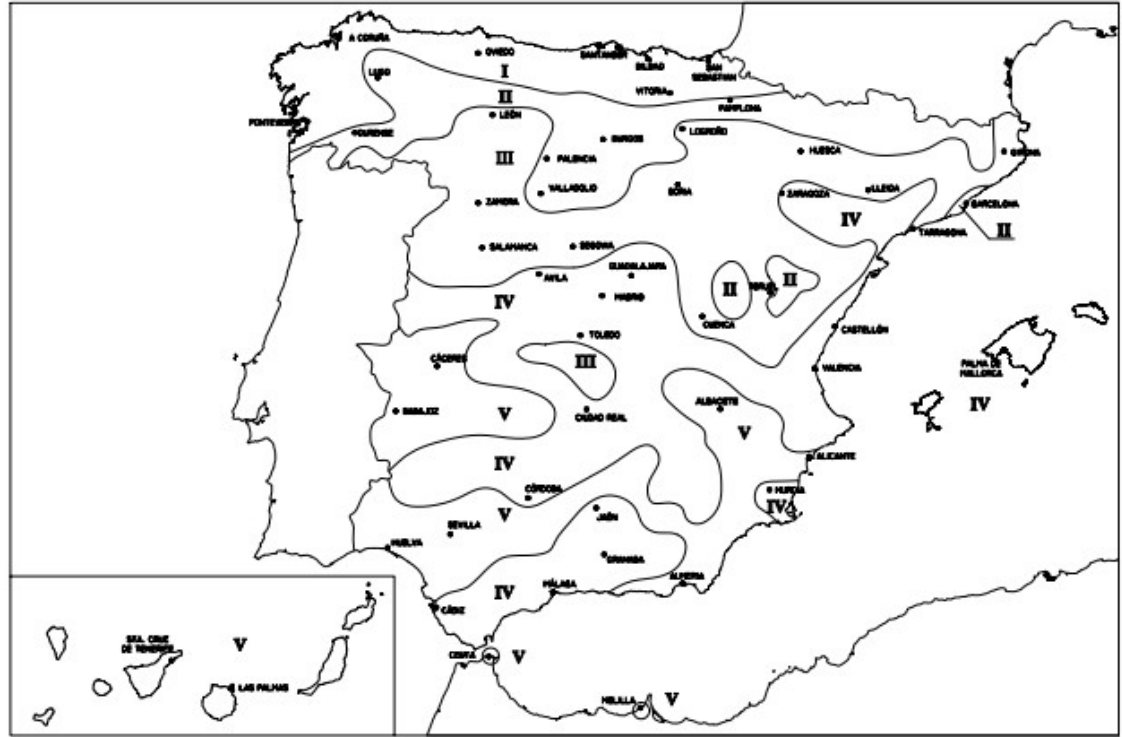 A CORUÑA
OVIEDO
SANTANDER
BILBAO
SAN
SEBASTIAN
LUGO
I
VITORIA
II
PAMPLONA
LEÓN
PONTEVEDRA
OURENSE
BURGOS
LOGROÑO
HUESCA
GIRONA
III
PALENCIA
VALLADOLID
SORIA
ZARAGOZA
LLEIDA
ZAMORA
BARCELONA
IV
TARRAGONA
II
SALAMANCA
SEGOVIA
AVILA
GUADALAJARA
II
II
TERUEL
IV
MADRID
CUENCA
CASTELLÓN
TOLEDO
III
CÁCERES
VALENCIA
PALMA DE
MALLORCA
IV
BADAJOZ
V
CIUDAD REAL
ALBACETE
V
IV
ALICANTE
CÓRDOBA
MURCIA
IV
V
JAÉN
SEVILLA
HUELVA
GRANADA
IV
MÁLAGA
ALMERIA
CÁDIZ
CEUTA
V
MELILLA
V
STA. CRUZ
DE TENERIFE
V
LAS PALMAS